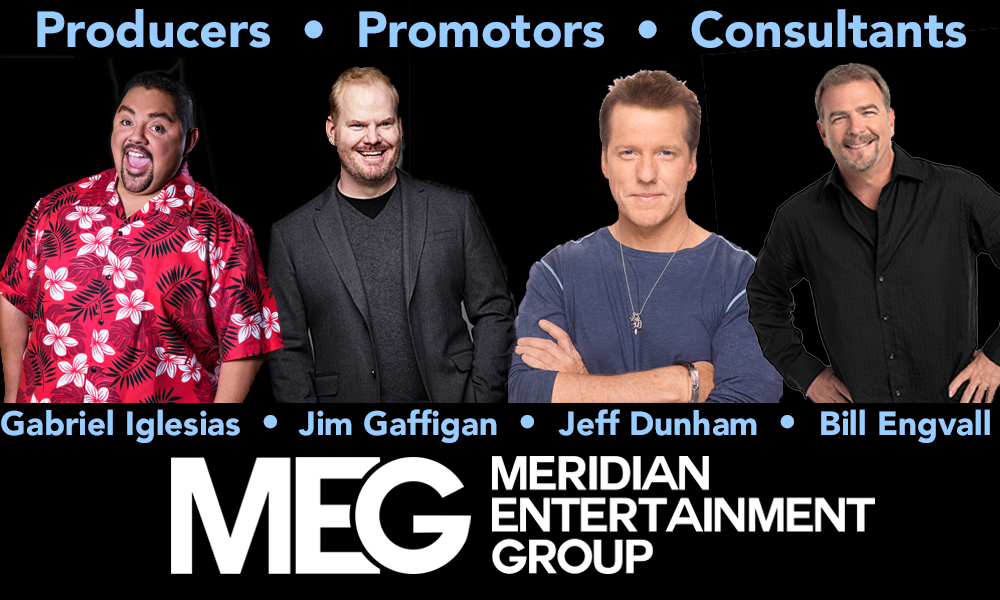 Producers • Promotors • Consultants
Gabriel Iglesias • Jim Gaffigan • Jeff Dunham • Bill Engvall
MEG
MERIDIAN
ENTERTAINMENT
GROUP